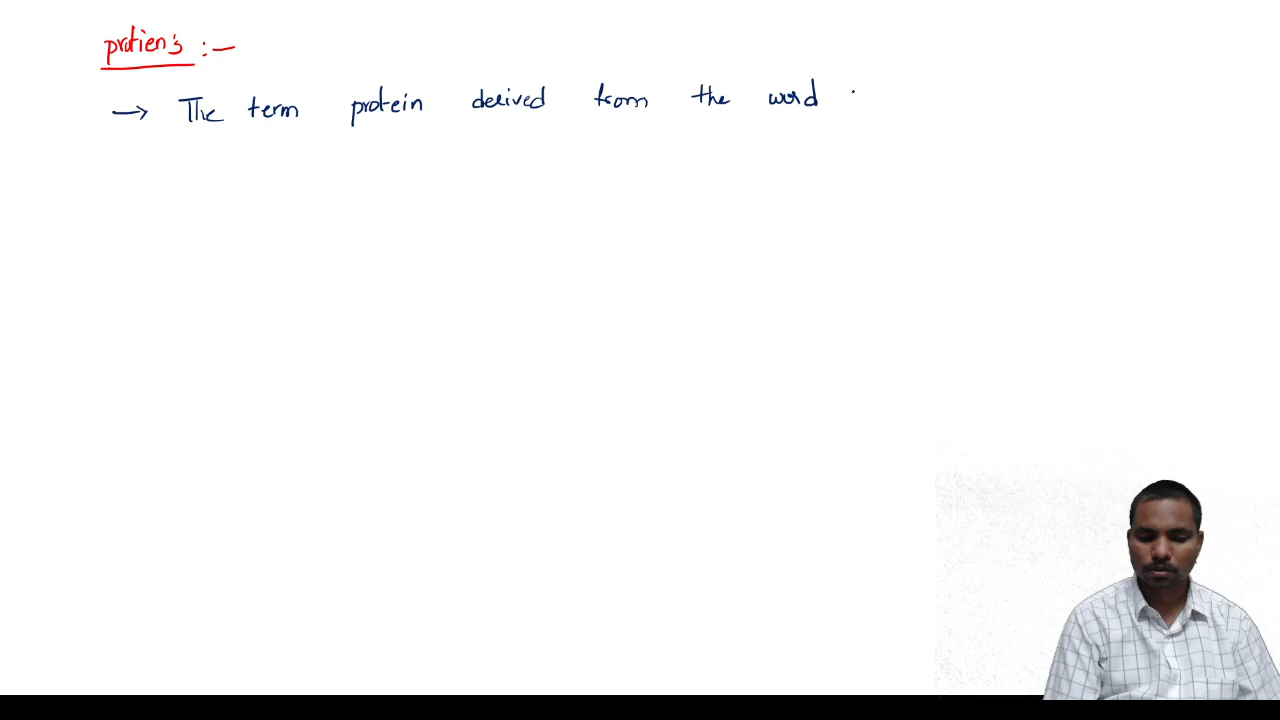 protien's :-
→ The term protein derived from the word